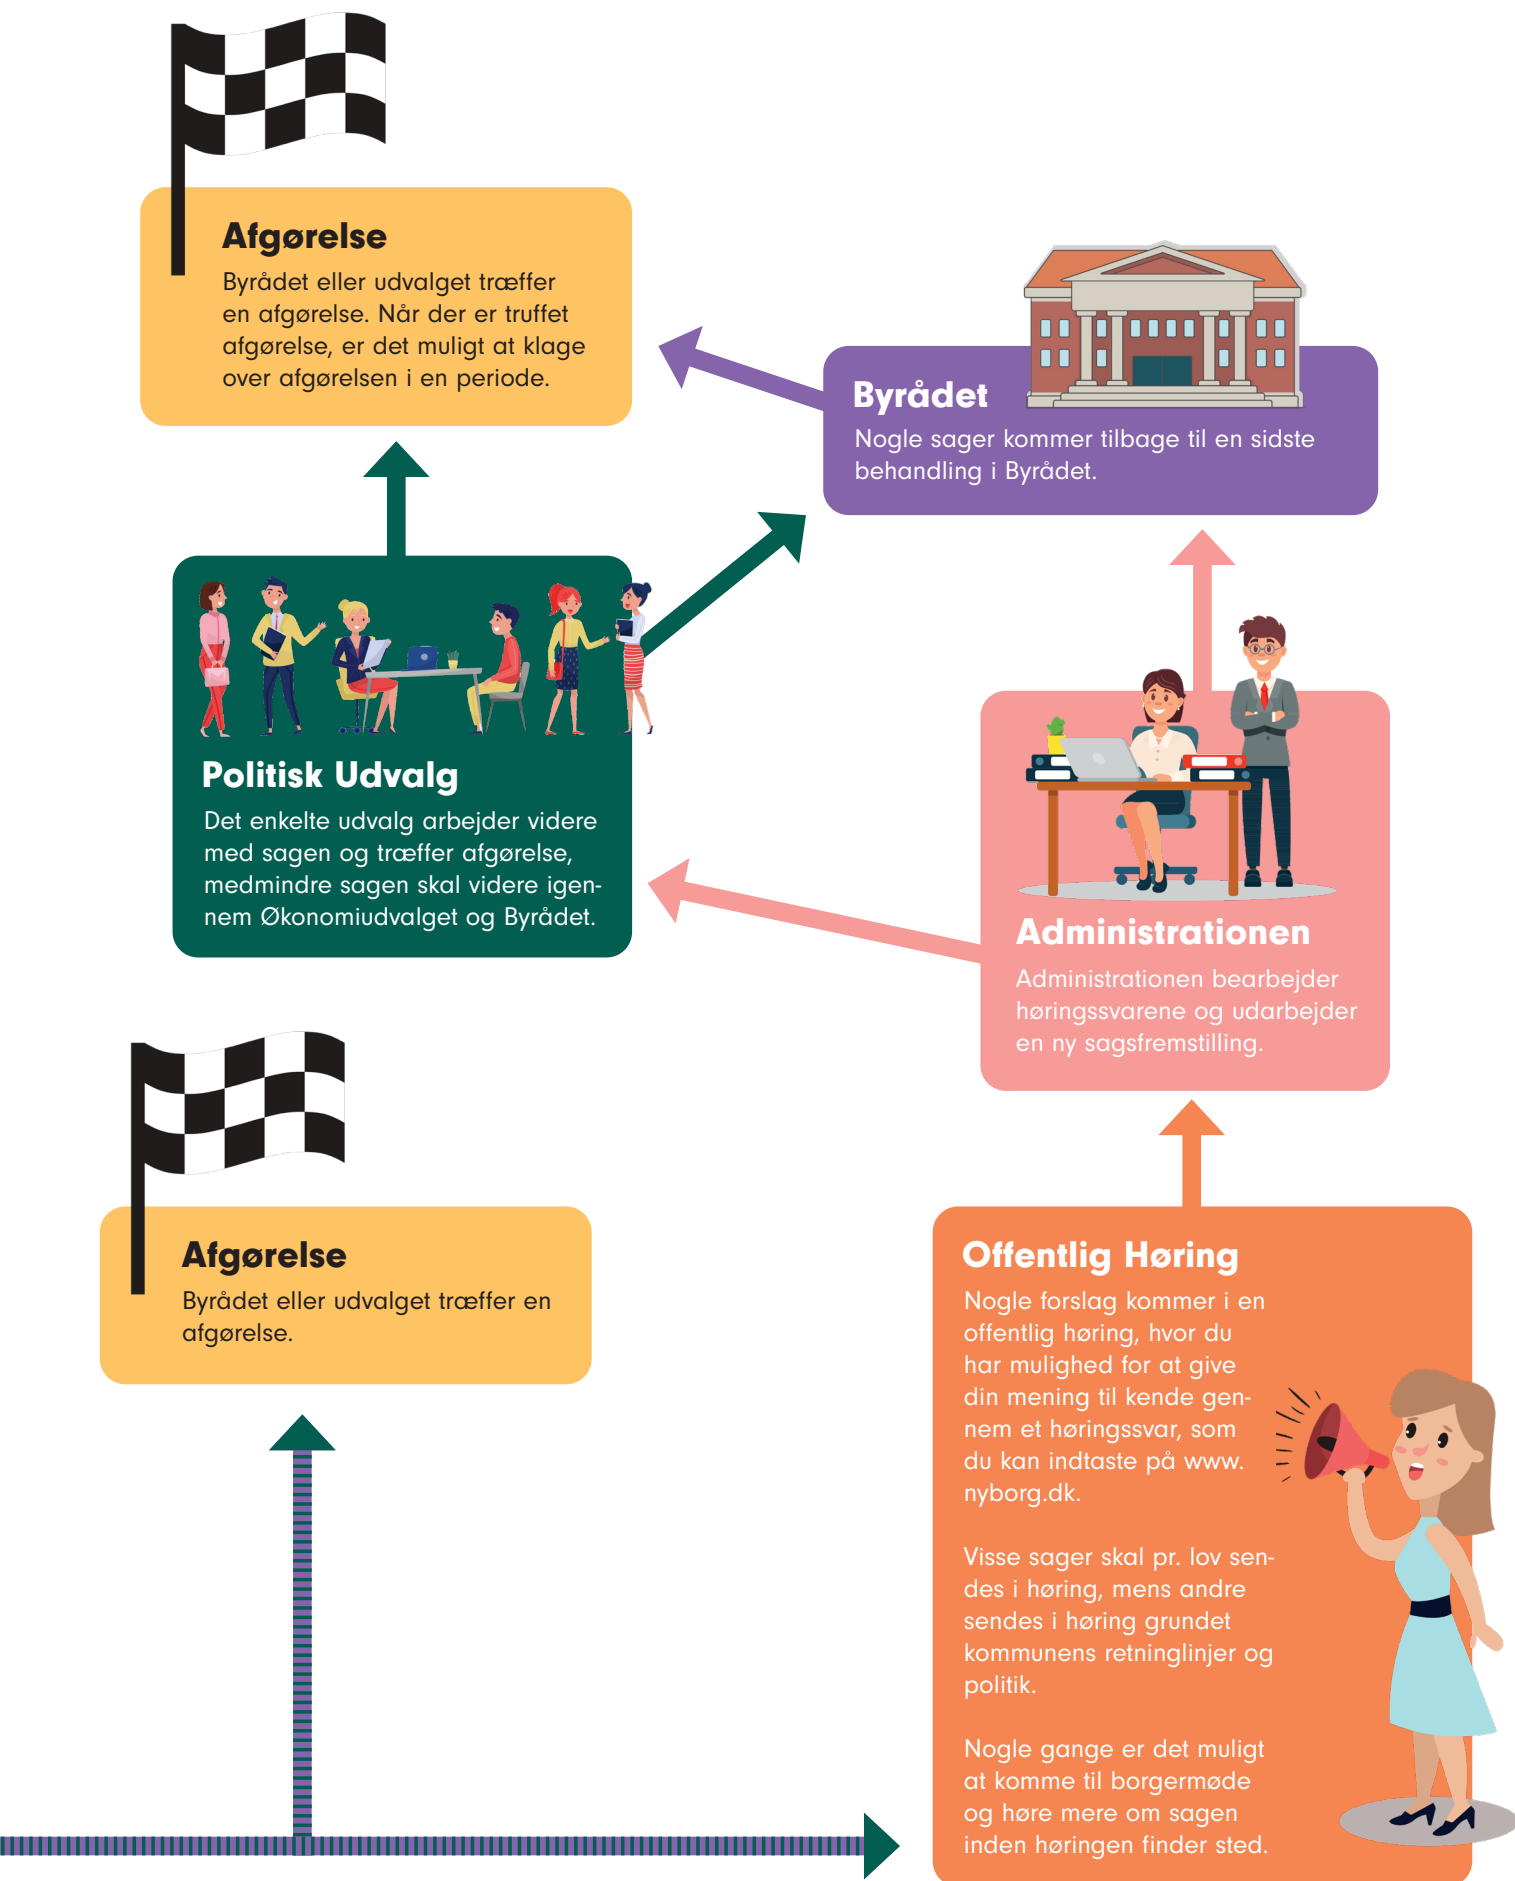 Afgørelse
Byrådet eller udvalget træffer
en afgørelse. Når der er truffet
afgørelse, er det muligt at klage
over afgørelsen i en periode.
Byrådet
Nogle sager kommer tilbage til en sidste
behandling i Byrådet.
Politisk Udvalg
Det enkelte udvalg arbejder videre
med sagen og træffer afgørelse,
medmindre sagen skal videre igen-
nem Økonomiudvalget og Byrådet.
Administrationen
Administrationen bearbejder
høringssvarene og udarbejder
en ny sagsfremstilling.
Afgørelse
Byrådet eller udvalget træffer en
afgørelse.
Offentlig Høring
Nogle forslag kommer i en
offentlig høring, hvor du
har mulighed for at give
din mening til kende gen-
nem et høringssvar, som
du kan indtaste på www.
nyborg.dk.
Visse sager skal pr. lov sen-
des i høring, mens andre
sendes i høring grundet
kommunens retninglinjer og
politik.
Nogle gange er det muligt
at komme til borgermøde
og høre mere om sagen
inden høringen finder sted.